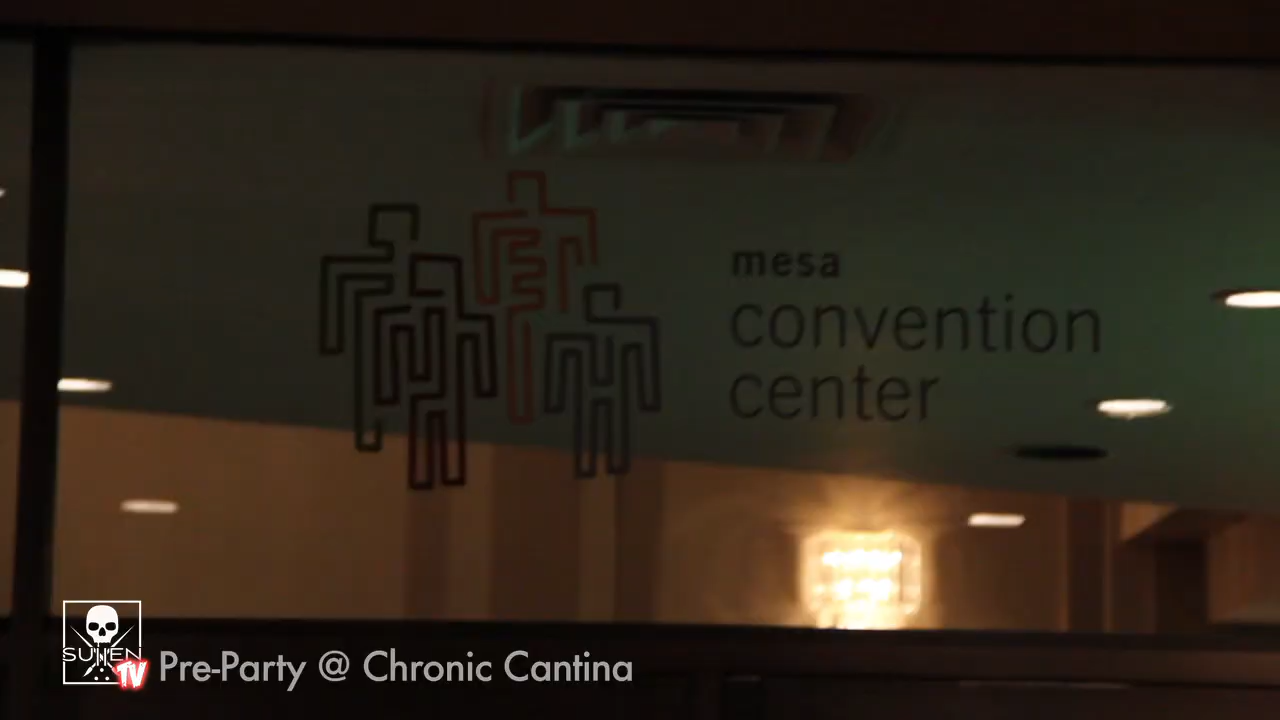 mesa
convention
center
SULLEN
TV
Pre-Party @ Chronic Cantina